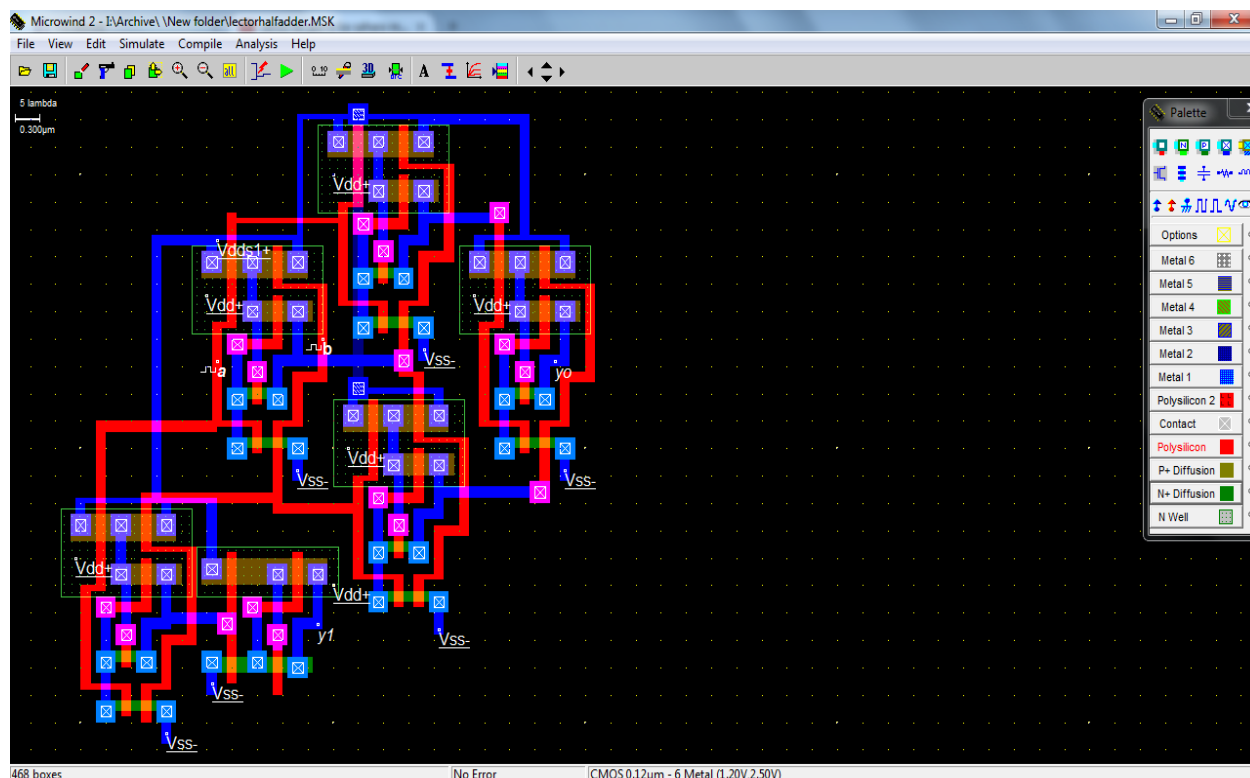 Microwind 2 - I:\Archive\ \New folder\lectorhalfadder.MSK
File View Edit Simulate Compile Analysis Help
5 lambda
0.300µm
Palette
Options
Metal 6
Metal 5
Metal 4
Metal 3
Metal 2
Metal 1
Polysilicon 2
Contact
Polysilicon
P+ Diffusion
N+ Diffusion
N Well
Vdd+
Vdds1+
Vdd+
Vdd+
b
a
Vss-
yo
Vdd+
Vss-
Vss-
Vdd+
Vdd+
y1
Vss-
Vss-
Vss-
468 boxes
No Error
CMOS 0.12µm - 6 Metal (1.20V, 2.50V)